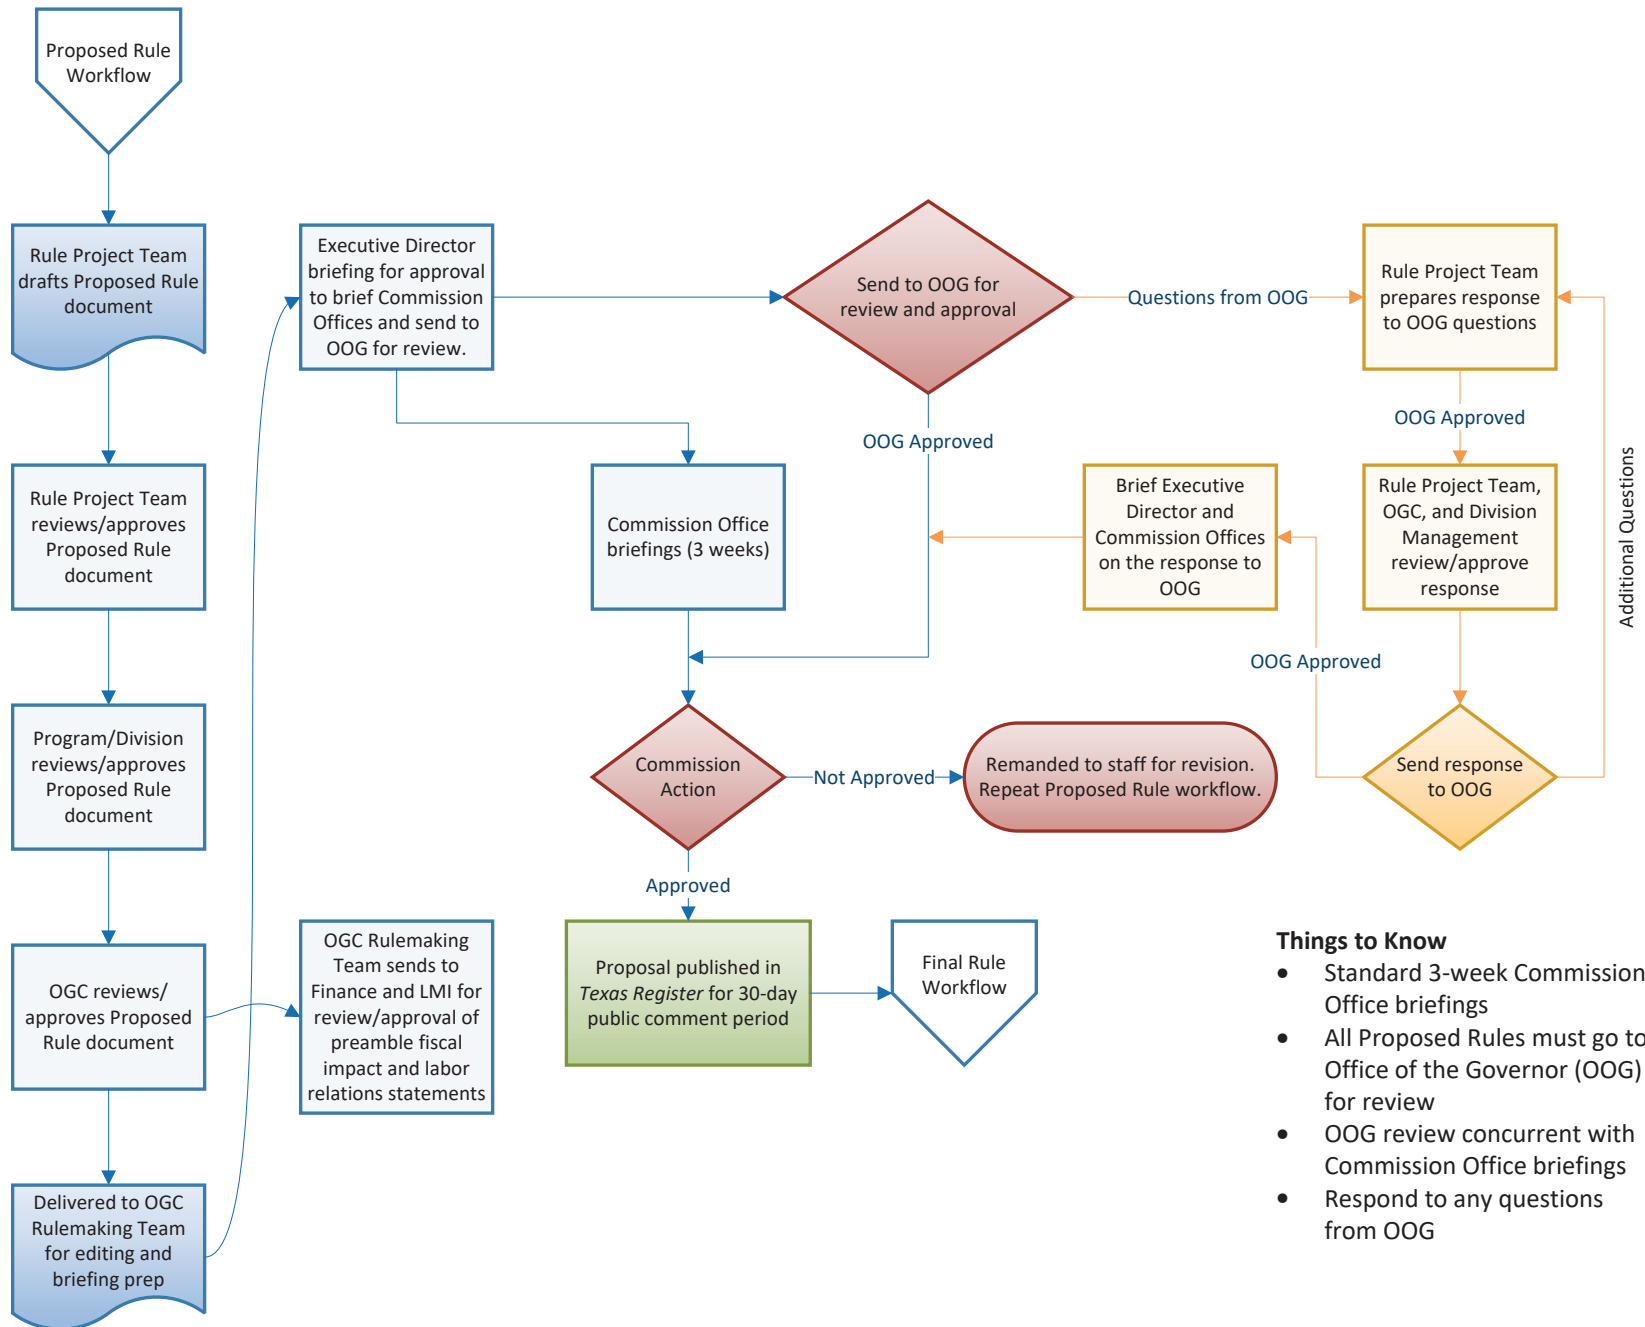 Proposed Rule
Workflow
Rule Project Team
drafts Proposed Rule
document
Rule Project Team
reviews/approves
Proposed Rule
document
Program/Division
reviews/approves
Proposed Rule
document
OGC reviews/
approves Proposed
Rule document
Delivered to OGC
Rulemaking Team
for editing and
briefing prep
OGC Rulemaking
Team sends to
Finance and LMI for
review/approval of
preamble fiscal
impact and labor
relations statements
Executive Director
briefing for approval
to brief Commission
Offices and send to
OOG for review.
Commission Office
briefings (3 weeks)
Send to OOG for
review and approval
Questions from OOG
OOG Approved
Rule Project Team
prepares response
to OOG questions
OOG Approved
Rule Project Team,
OGC, and Division
Management
review/approve
response
Additional Questions
Send response
to OOG
OOG Approved
Brief Executive
Director and
Commission Offices
on the response to
OOG
Commission
Action
Not Approved
Remanded to staff for revision.
Repeat Proposed Rule workflow.
Approved
Proposal published in
Texas Register for 30-day
public comment period
Final Rule
Workflow
Things to Know
• Standard 3-week Commission
Office briefings
• All Proposed Rules must go to
Office of the Governor (OOG)
for review
• OOG review concurrent with
Commission Office briefings
• Respond to any questions
from OOG